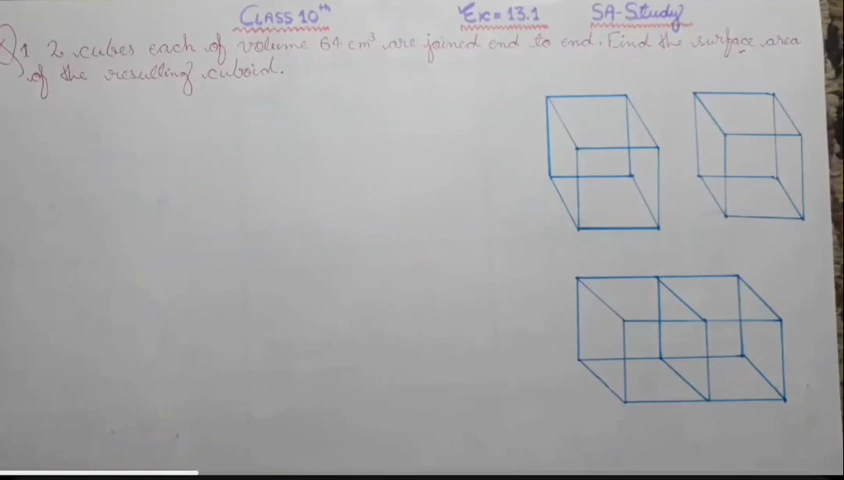 CLASS 10th Ex = 13.1 SA-Study
Q1 2 cubes each of volume 64 cm³ are joined end to end. Find the surface area
of the resulting cuboid.